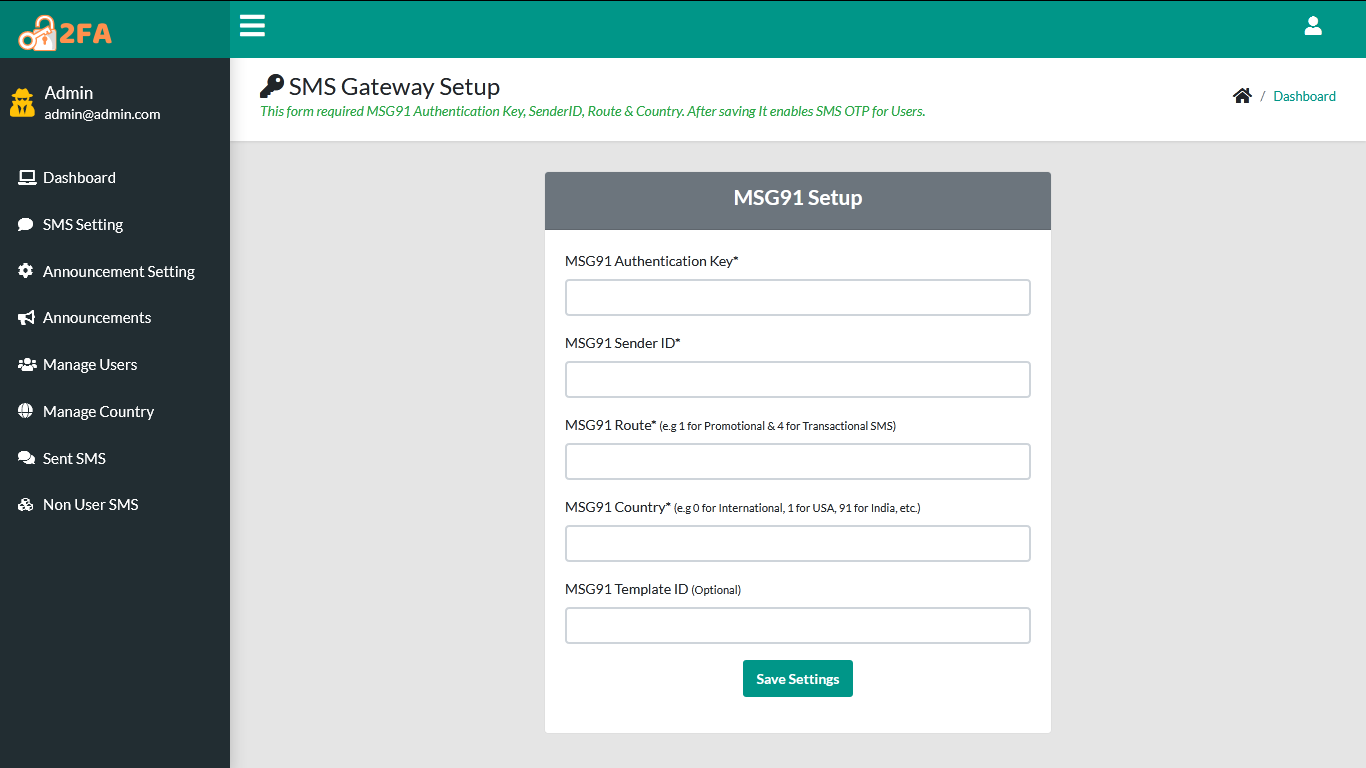 2FA
Admin
admin@admin.com
Dashboard
SMS Setting
Announcement Setting
Announcements
Manage Users
Manage Country
Sent SMS
Non User SMS
SMS Gateway Setup
This form required MSG91 Authentication Key, SenderID, Route & Country. After saving It enables SMS OTP for Users.
/ Dashboard
MSG91 Setup
MSG91 Authentication Key*
MSG91 Sender ID*
MSG91 Route* (e.g 1 for Promotional & 4 for Transactional SMS)
MSG91 Country* (e.g 0 for International, 1 for USA, 91 for India, etc.)
MSG91 Template ID (Optional)
Save Settings